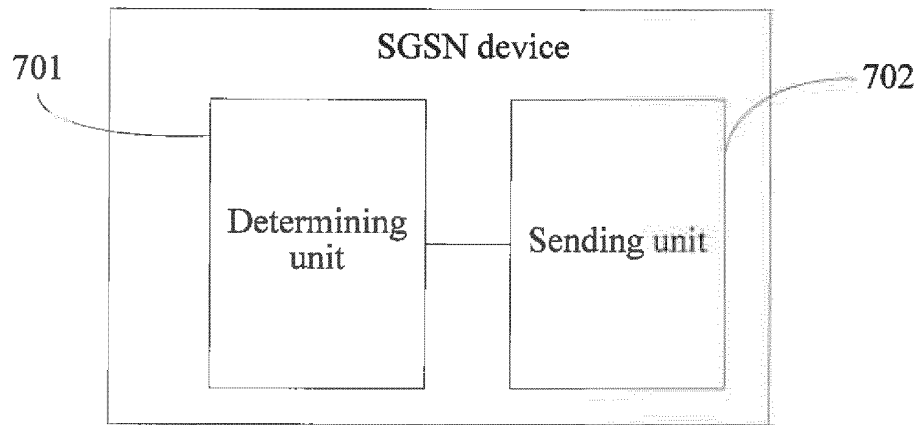 SGSN device
701
702
Determining
unit
Sending unit